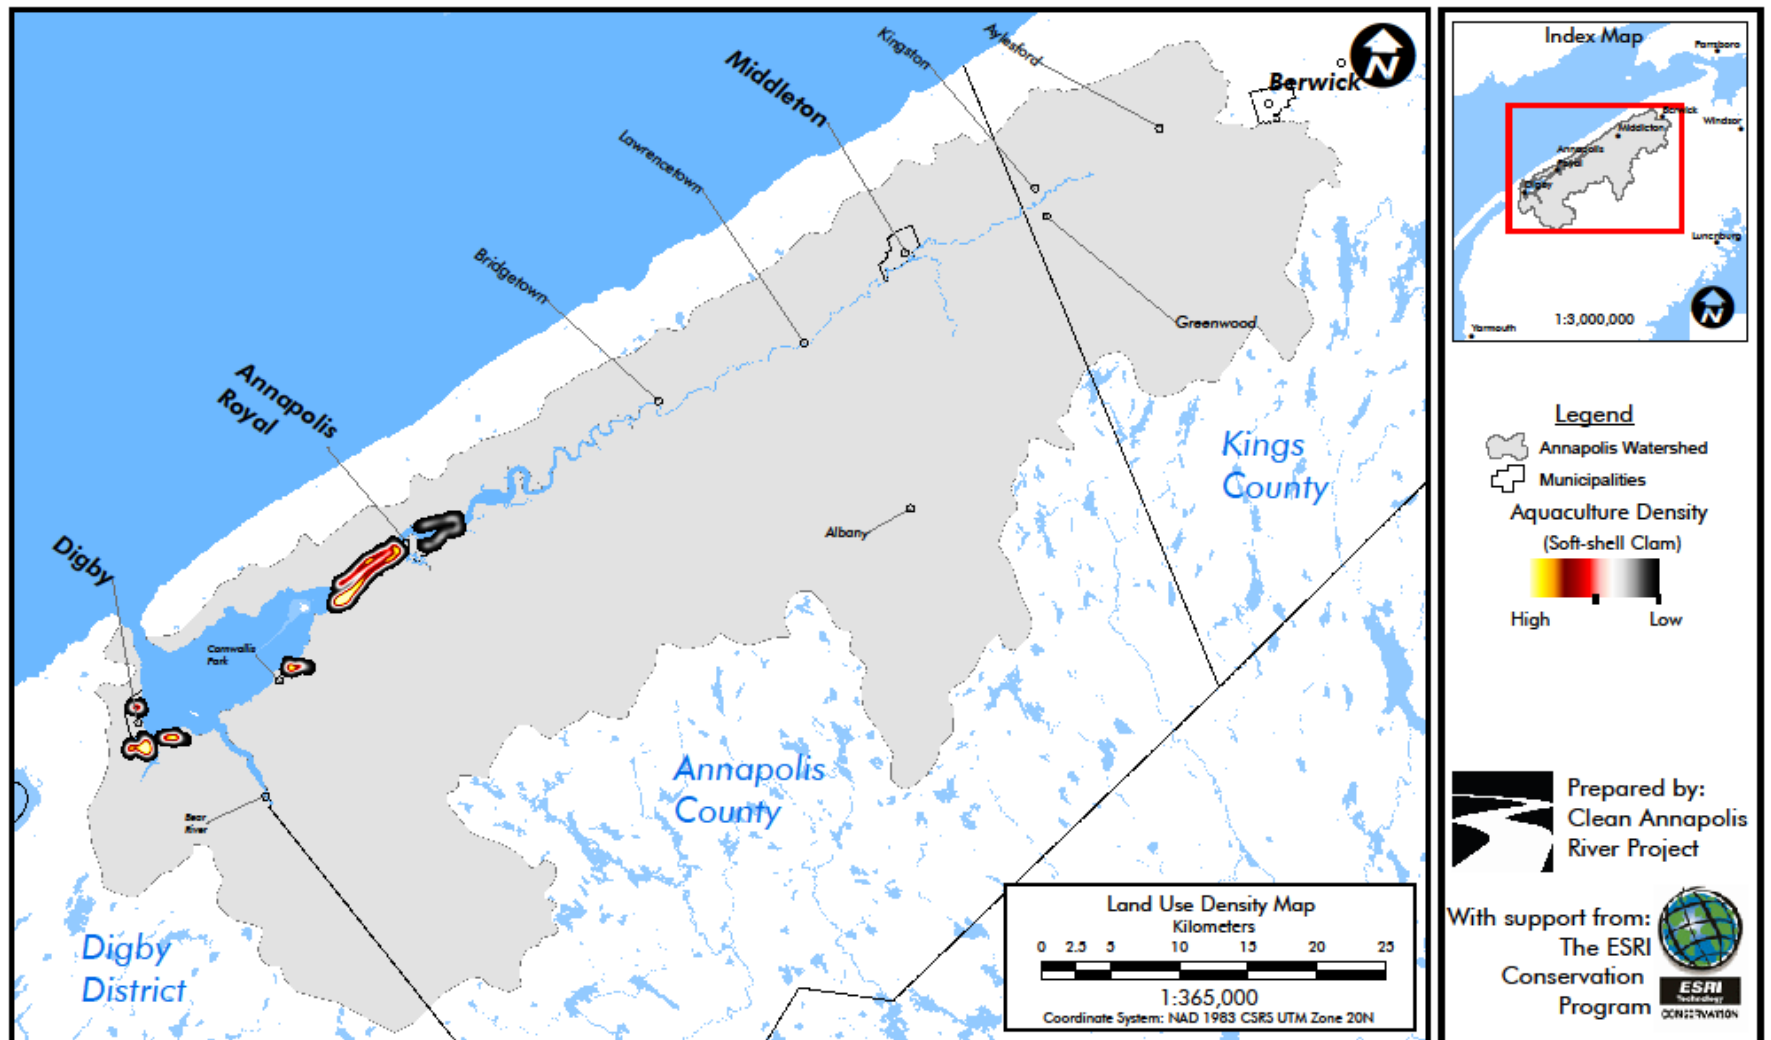 Kingston
Aylesford
Middleton
Berwick
Lawrencetown
Bridgetown
Greenwood
Annapolis
Royal
Kings
County
Albany
Digby
Cornwallis
Park
Annapolis
County
Bear
River
Digby
District
Land Use Density Map
Kilometers
0 2.5 5 10 15 20 25
1:365,000
Coordinate System: NAD 1983 CSRS UTM Zone 20N
N
Index Map
Parrsboro
Berwick
Windsor
Middleton
Annapolis
Royal
Digby
Lunenburg
N
1:3,000,000
Yarmouth
Legend
Annapolis Watershed
Municipalities
Aquaculture Density
(Soft-shell Clam)
High Low
Prepared by:
Clean Annapolis
River Project
With support from:
The ESRI
Conservation
Program
ESRI
Technology
CONSERVATION